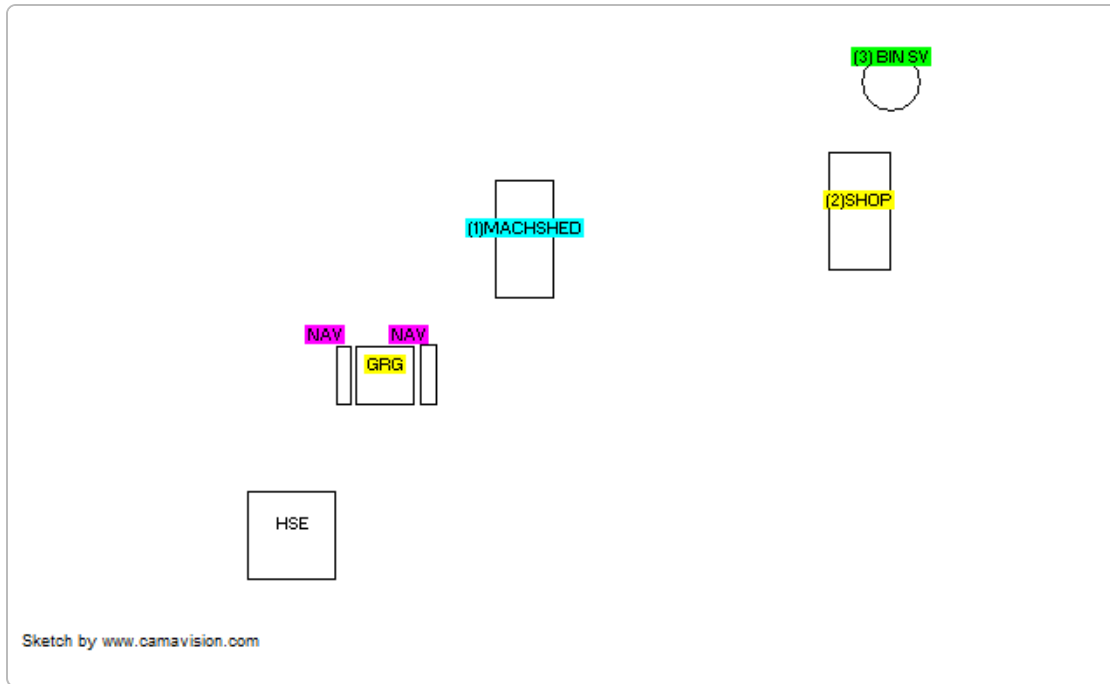 (3) BIN SV
(2)SHOP
(1)MACHSHED
NAV NAV
GRG
HSE
Sketch by www.camavision.com